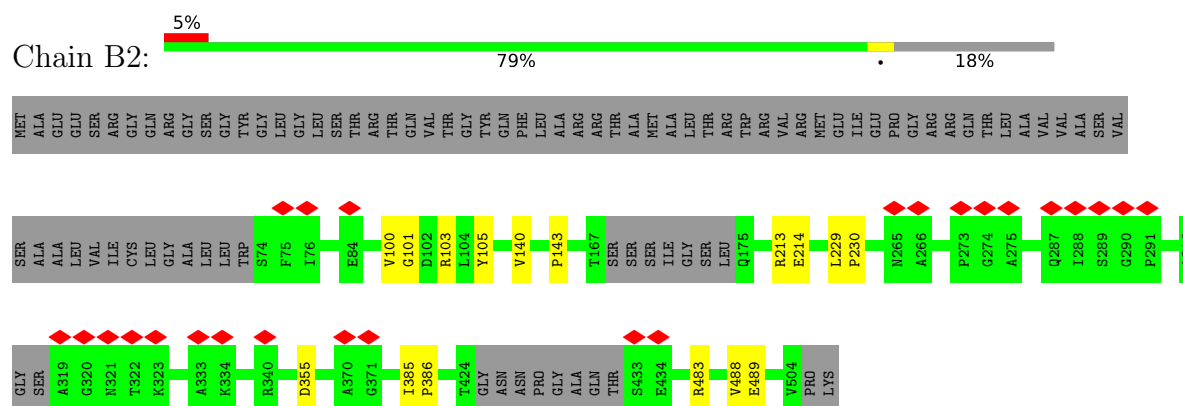 5%
Chain B2:
79% • 18%
MET ALA GLU GLU SER ARG GLY GLN ARG GLY SER GLY TYR GLY LEU GLY LEU SER THR ARG THR GLN VAL THR GLY TYR GLN PHE LEU ALA ARG ARG THR ALA MET ALA LEU THR ARG TRP ARG VAL ARG MET GLU ILE GLU PRO GLY ARG ARG GLN THR LEU ALA VAL VAL ALA SER VAL
SER ALA ALA LEU VAL ILE CYS LEU GLY ALA LEU LEU TRP S74 F75 I76 E84 V100 G101 D102 R103 L104 Y105 V140 P143 T167 SER SER SER ILE GLY SER LEU Q175 R213 E214 L229 P230 N265 A266 P273 G274 A275 Q287 I288 S289 G290 P291
GLY SER A319 G320 N321 T322 K323 A333 K334 R340 D355 A370 G371 I385 P386 T424 GLY ASN ASN PRO GLY ALA GLN THR S433 E434 R483 V488 E489 V504 PRO LYS